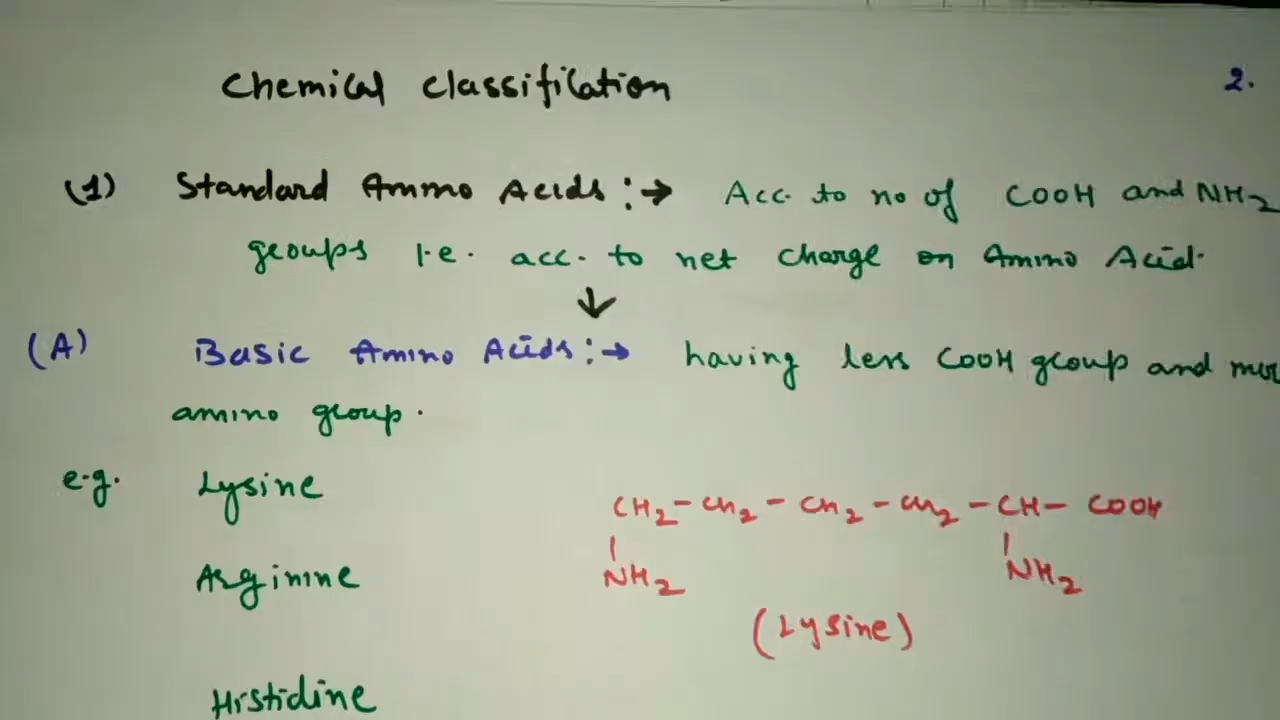 Chemical classification
2.
(1) Standard Amino Acids :→ Acc. to no of COOH and NH2
groups i.e. acc. to net charge on Amino Acid.
↓
(A) Basic Amino Acids :→ having less COOH group and
amino group.
e.g. Lysine
CH2 - CH2 - CH2 - CH2 - CH - COOH
NH2 NH2
Arginine
(Lysine)
Histidine